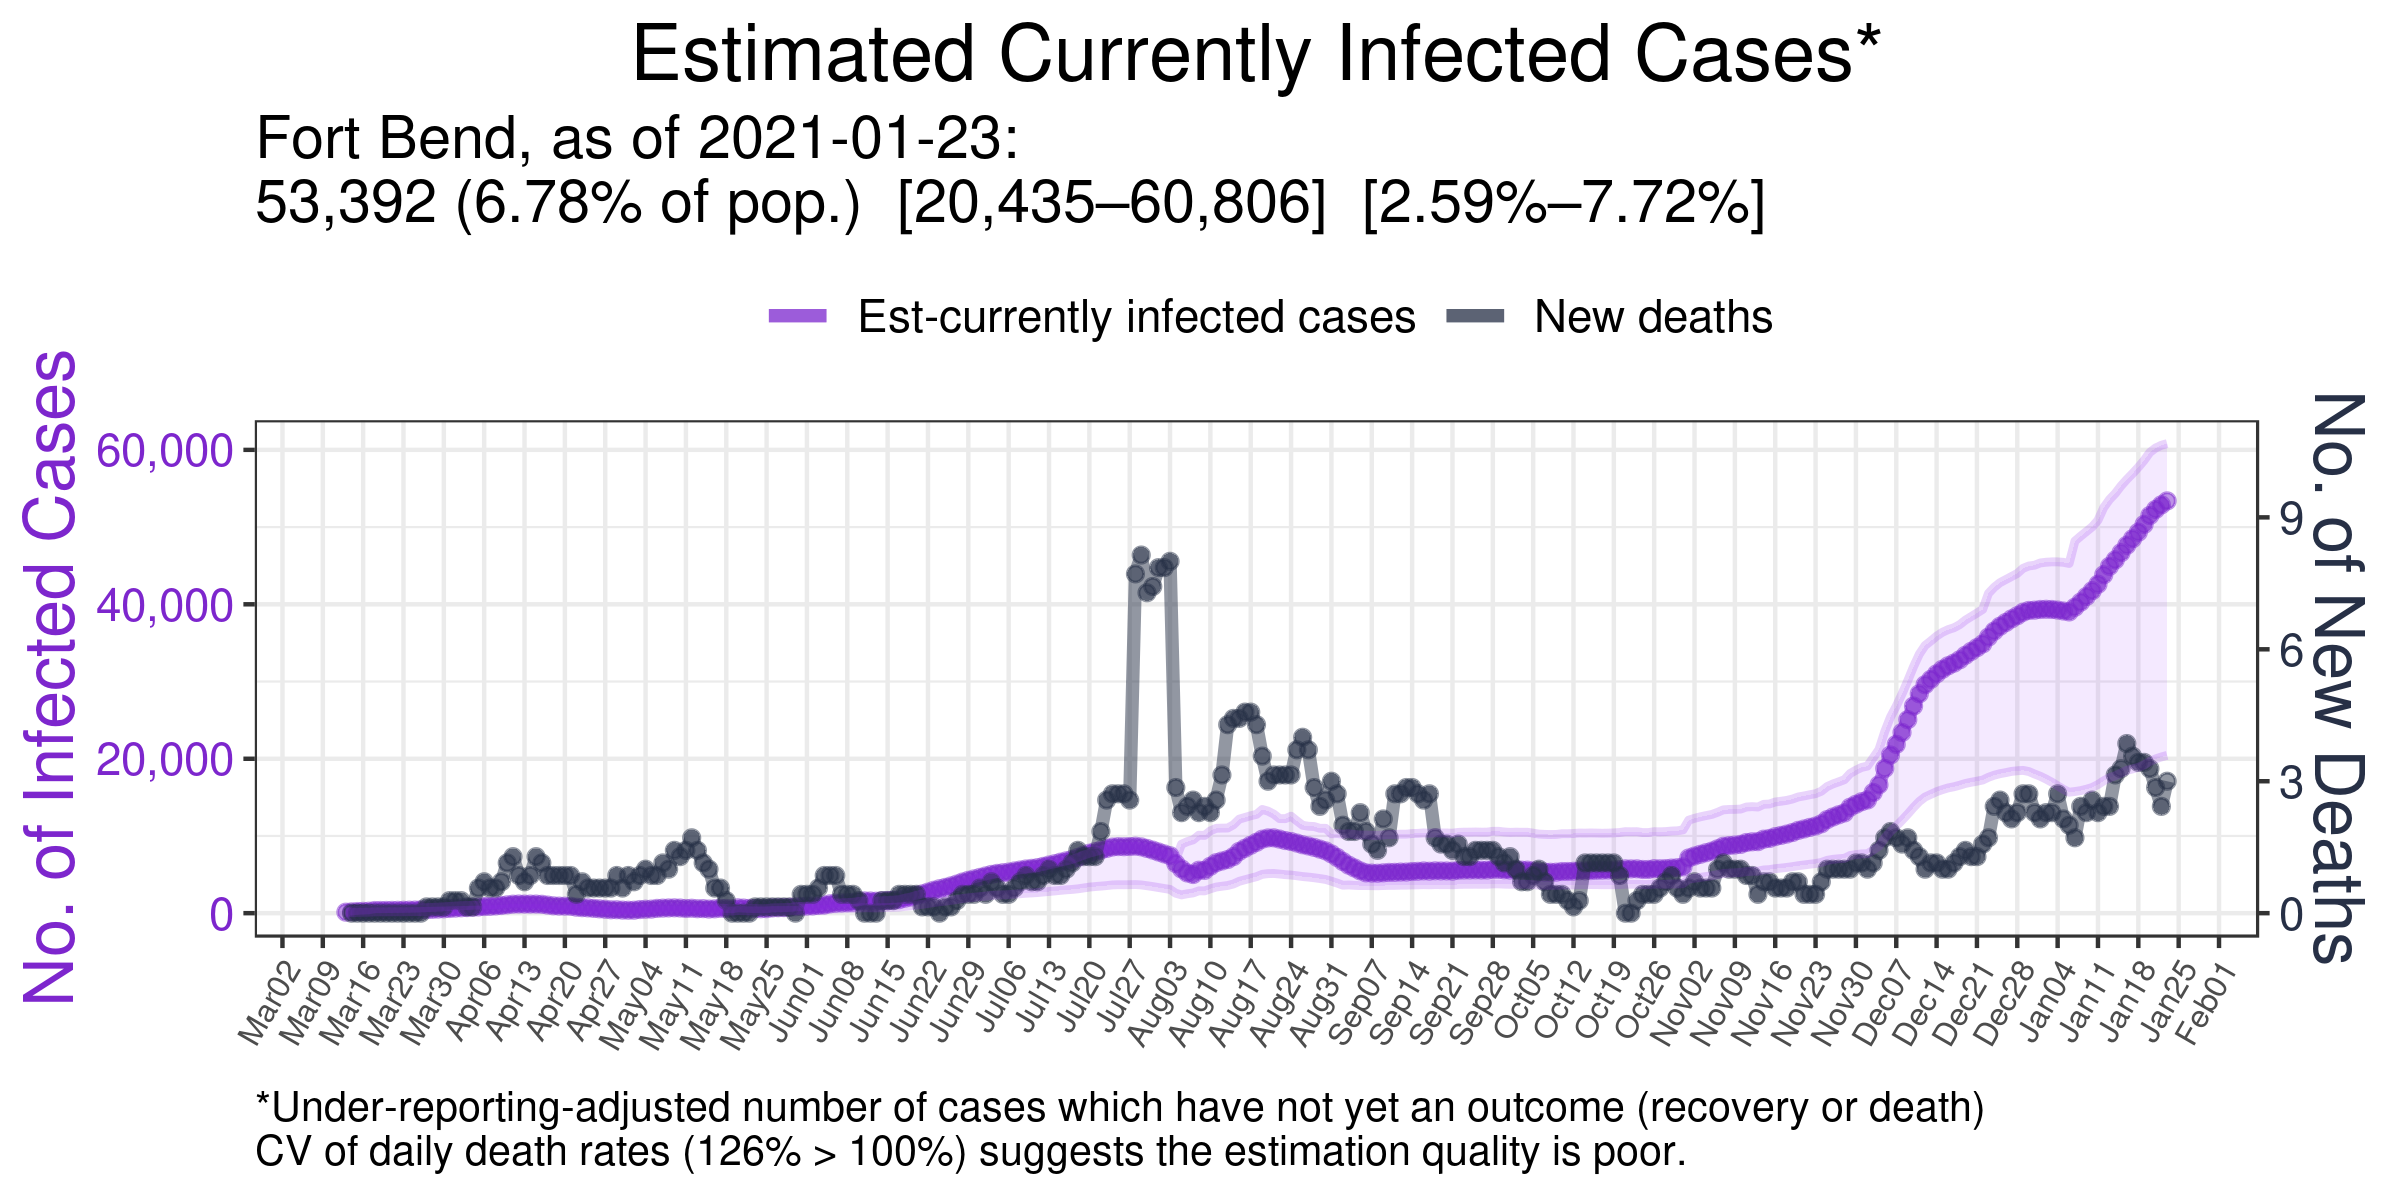 Estimated Currently Infected Cases*
Fort Bend, as of 2021-01-23:
53,392 (6.78% of pop.)  [20,435–60,806]  [2.59%–7.72%]
Est-currently infected cases
New deaths
No. of Infected Cases
60,000
40,000
20,000
0
9
6
3
0
No. of New Deaths
Mar02
Mar09
Mar16
Mar23
Mar30
Apr06
Apr13
Apr20
Apr27
May04
May11
May18
May25
Jun01
Jun08
Jun15
Jun22
Jun29
Jul06
Jul13
Jul20
Jul27
Aug03
Aug10
Aug17
Aug24
Aug31
Sep07
Sep14
Sep21
Sep28
Oct05
Oct12
Oct19
Oct26
Nov02
Nov09
Nov16
Nov23
Nov30
Dec07
Dec14
Dec21
Dec28
Jan04
Jan11
Jan18
Jan25
Feb01
*Under-reporting-adjusted number of cases which have not yet an outcome (recovery or death)
CV of daily death rates (126% > 100%) suggests the estimation quality is poor.